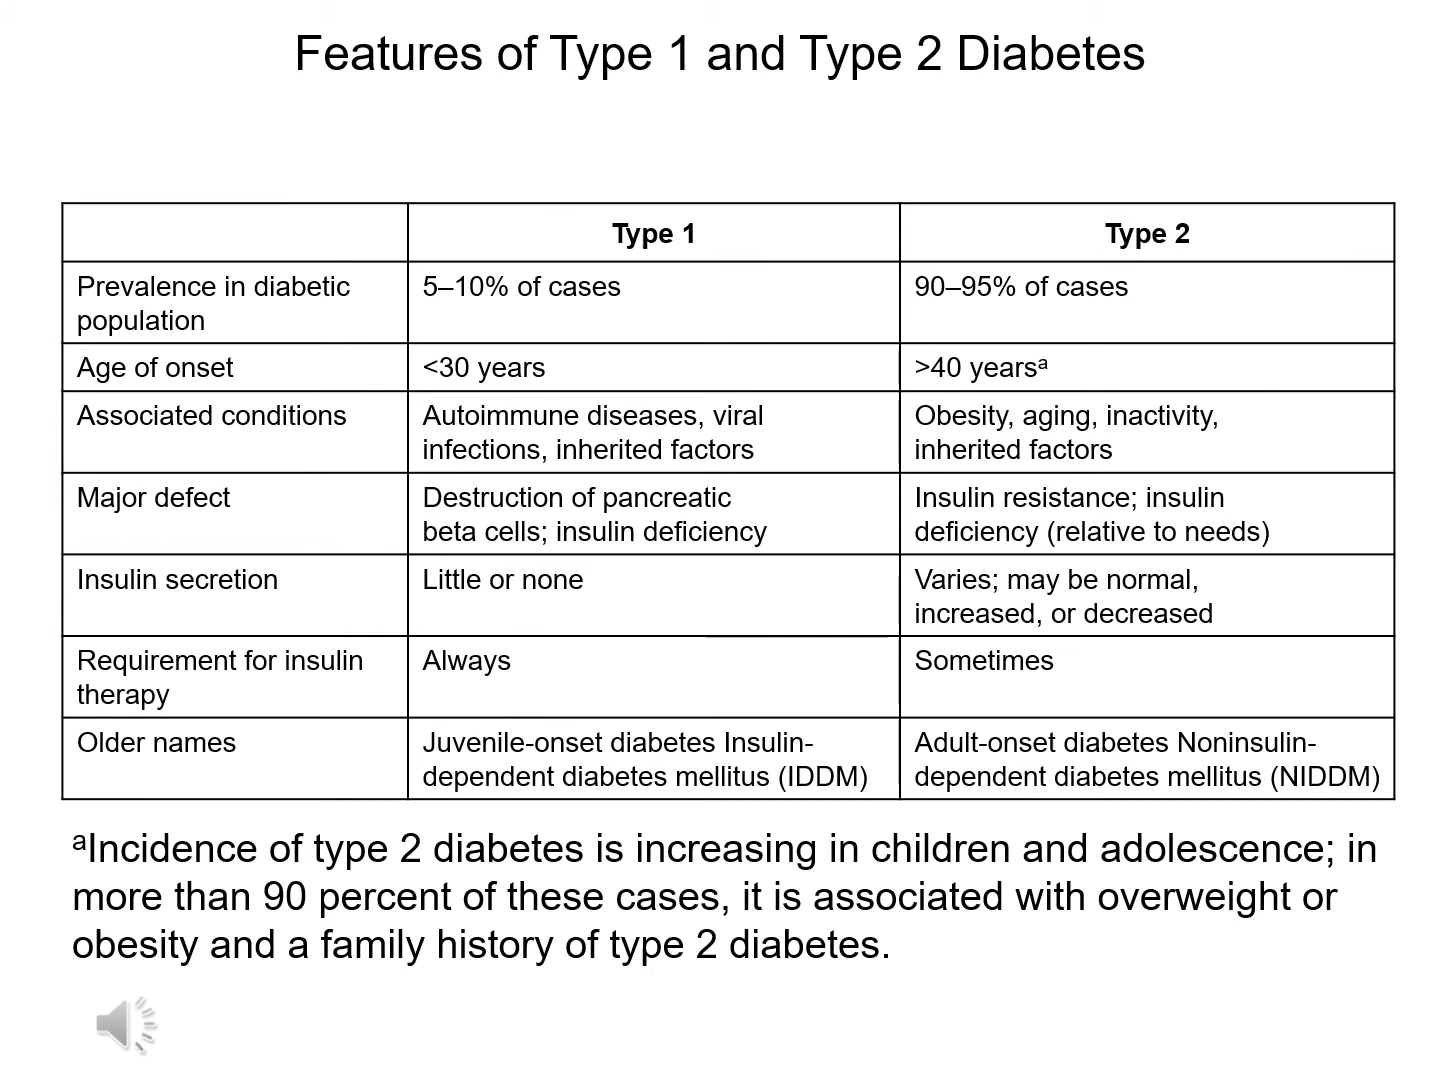 Features of Type 1 and Type 2 Diabetes
Type 1
Type 2
Prevalence in diabetic
population
5–10% of cases
90–95% of cases
Age of onset
<30 years
>40 yearsª
Associated conditions
Autoimmune diseases, viral
infections, inherited factors
Obesity, aging, inactivity,
inherited factors
Major defect
Destruction of pancreatic
beta cells; insulin deficiency
Insulin resistance; insulin
deficiency (relative to needs)
Insulin secretion
Little or none
Varies; may be normal,
increased, or decreased
Requirement for insulin
therapy
Always
Sometimes
Older names
Juvenile-onset diabetes Insulin-
dependent diabetes mellitus (IDDM)
Adult-onset diabetes Noninsulin-
dependent diabetes mellitus (NIDDM)
ªIncidence of type 2 diabetes is increasing in children and adolescence; in
more than 90 percent of these cases, it is associated with overweight or
obesity and a family history of type 2 diabetes.